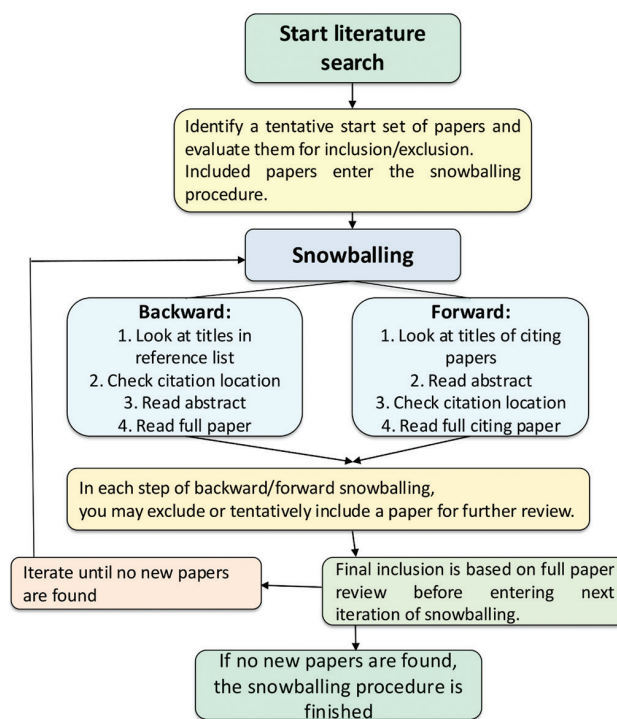 Start literature
search
Identify a tentative start set of papers and
evaluate them for inclusion/exclusion.
Included papers enter the snowballing
procedure.
Snowballing
Backward:
1. Look at titles in
reference list
2. Check citation location
3. Read abstract
4. Read full paper
Forward:
1. Look at titles of citing
papers
2. Read abstract
3. Check citation location
4. Read full citing paper
In each step of backward/forward snowballing,
you may exclude or tentatively include a paper for further review.
Iterate until no new papers
are found
Final inclusion is based on full paper
review before entering next
iteration of snowballing.
If no new papers are found,
the snowballing procedure is
finished